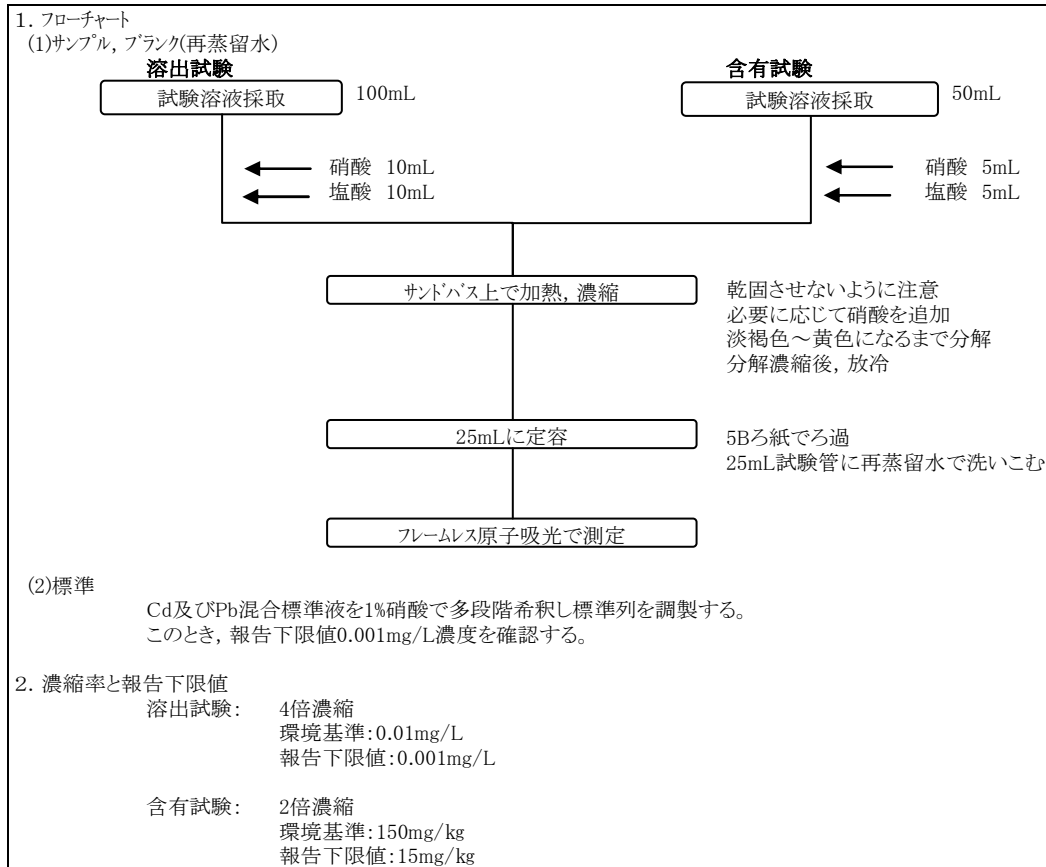 1．フローチャート
(1)サンプル，ブランク(再蒸留水)
溶出試験
含有試験
試験溶液採取
100mL
試験溶液採取
50mL
硝酸 10mL
塩酸 10mL
硝酸 5mL
塩酸 5mL
サンドバス上で加熱，濃縮
乾固させないように注意
必要に応じて硝酸を追加
淡褐色～黄色になるまで分解
分解濃縮後，放冷
25mLに定容
5Bろ紙でろ過
25mL試験管に再蒸留水で洗いこむ
フレームレス原子吸光で測定
(2)標準
Cd及びPb混合標準液を1%硝酸で多段階希釈し標準列を調製する。
このとき，報告下限値0.001mg/L濃度を確認する。
2．濃縮率と報告下限値
溶出試験： 4倍濃縮
環境基準:0.01mg/L
報告下限値:0.001mg/L
含有試験： 2倍濃縮
環境基準:150mg/kg
報告下限値:15mg/kg